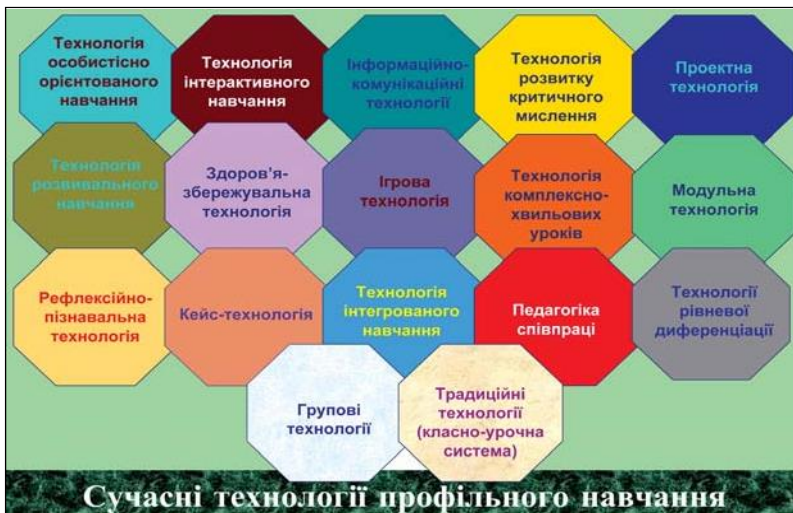 Технологія
особистісно
орієнтованого
навчання
Технологія
інтерактивного
навчання
Інформаційно-
комунікаційні
технології
Технологія
розвитку
критичного
мислення
Проектна
технологія
Технологія
розвивального
навчання
Здоров’я-
збережувальна
технологія
Ігрова
технологія
Технологія
комплексно-
хвильових
уроків
Модульна
технологія
Рефлексійно-
пізнавальна
технологія
Кейс-технологія
Технологія
інтегрованого
навчання
Педагогіка
співпраці
Технології
рівневої
диференціації
Групові
технології
Традиційні
технології
(класно-урочна
система)
Сучасні технології профільного навчання